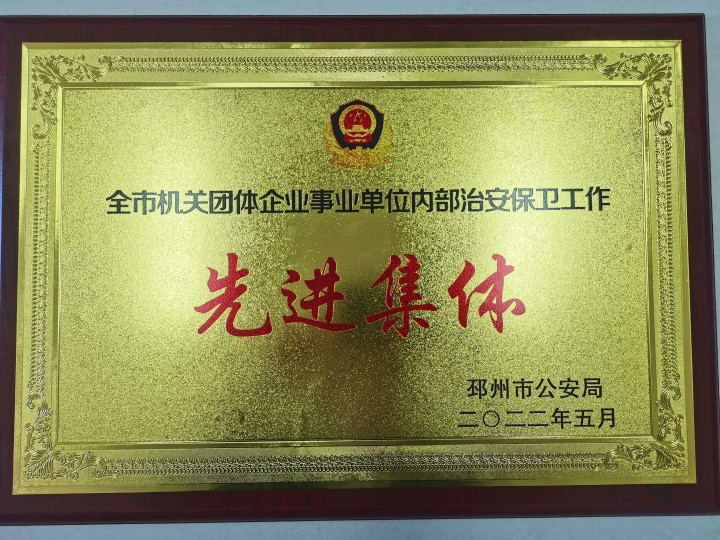 全市机关团体企业事业单位内部治安保卫工作
先进集体
邳州市公安局
二〇二二年五月